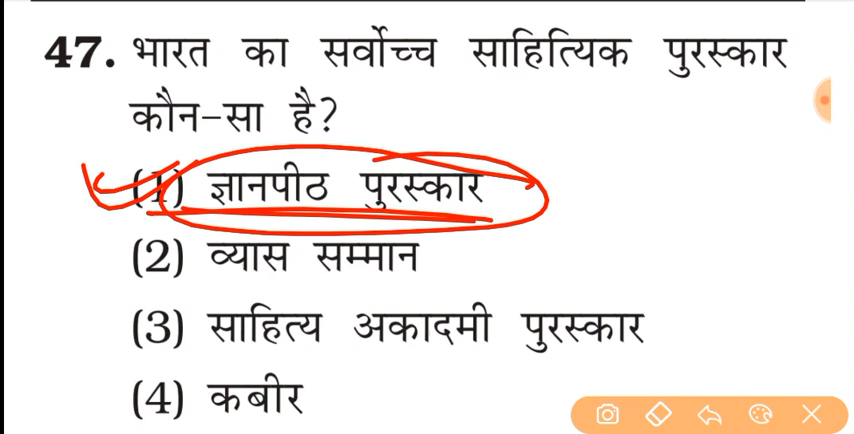 47. भारत का सर्वोच्च साहित्यिक पुरस्कार
कौन-सा है?
(1) ज्ञानपीठ पुरस्कार
(2) व्यास सम्मान
(3) साहित्य अकादमी पुरस्कार
(4) कबीर